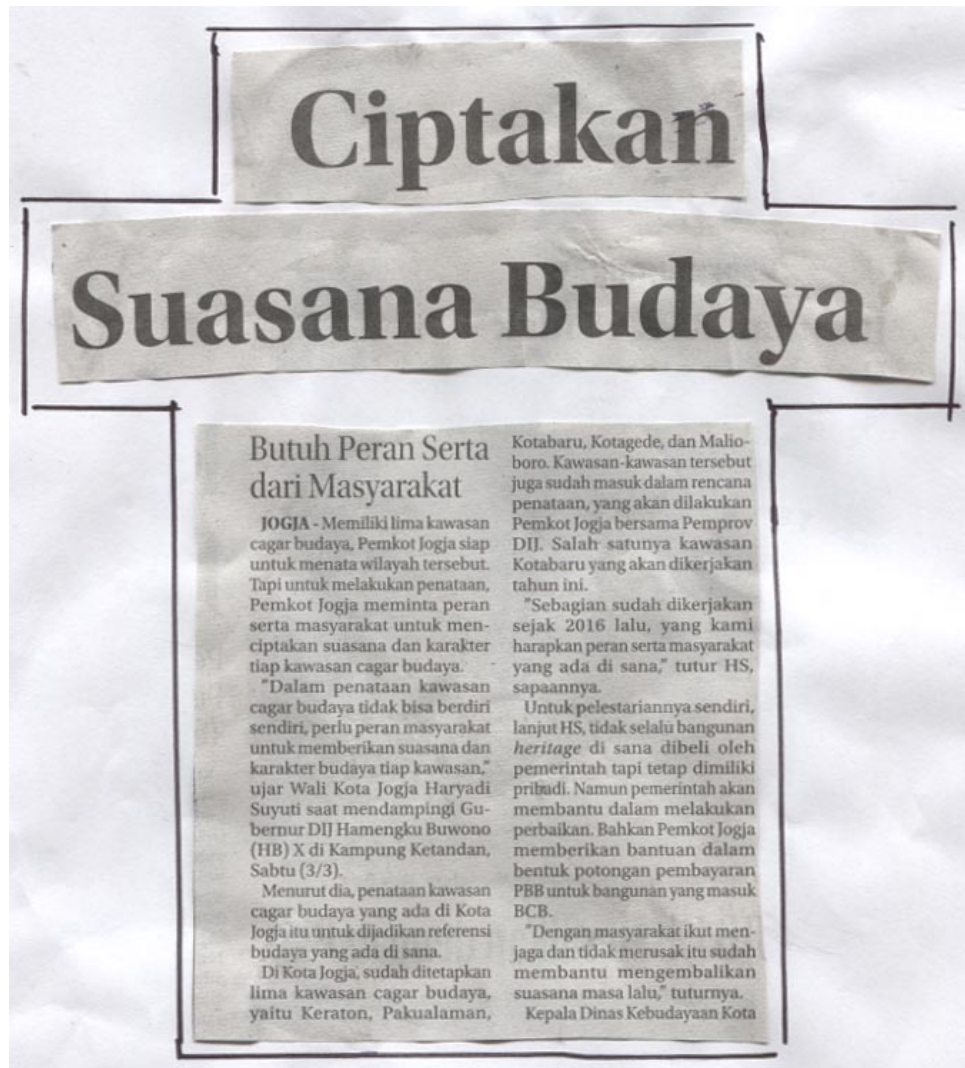 Ciptakan
Suasana Budaya
Butuh Peran Serta
dari Masyarakat
JOGJA - Memiliki lima kawasan
cagar budaya, Pemkot Jogja siap
untuk menata wilayah tersebut.
Tapi untuk melakukan penataan,
Pemkot Jogja meminta peran
serta masyarakat untuk men-
ciptakan suasana dan karakter
tiap kawasan cagar budaya.
"Dalam penataan kawasan
cagar budaya tidak bisa berdiri
sendiri, perlu peran masyarakat
untuk memberikan suasana dan
karakter budaya tiap kawasan,"
ujar Wali Kota Jogja Haryadi
Suyuti saat mendampingi Gu-
bernur DIJ Hamengku Buwono
(HB) X di Kampung Ketandan,
Sabtu (3/3).
Menurut dia, penataan kawasan
cagar budaya yang ada di Kota
Jogja itu untuk dijadikan referensi
budaya yang ada di sana.
Di Kota Jogja, sudah ditetapkan
lima kawasan cagar budaya,
yaitu Keraton, Pakualaman,
Kotabaru, Kotagede, dan Malio-
boro. Kawasan-kawasan tersebut
juga sudah masuk dalam rencana
penataan, yang akan dilakukan
Pemkot Jogja bersama Pemprov
DIJ. Salah satunya kawasan
Kotabaru yang akan dikerjakan
tahun ini.
"Sebagian sudah dikerjakan
sejak 2016 lalu, yang kami
harapkan peran serta masyarakat
yang ada di sana," tutur HS,
sapaannya.
Untuk pelestariannya sendiri,
lanjut HS, tidak selalu bangunan
heritage di sana dibeli oleh
pemerintah tapi tetap dimiliki
pribadi. Namun pemerintah akan
membantu dalam melakukan
perbaikan. Bahkan Pemkot Jogja
memberikan bantuan dalam
bentuk potongan pembayaran
PBB untuk bangunan yang masuk
BCB.
"Dengan masyarakat ikut men-
jaga dan tidak merusak itu sudah
membantu mengembalikan
suasana masa lalu," tuturnya.
Kepala Dinas Kebudayaan Kota